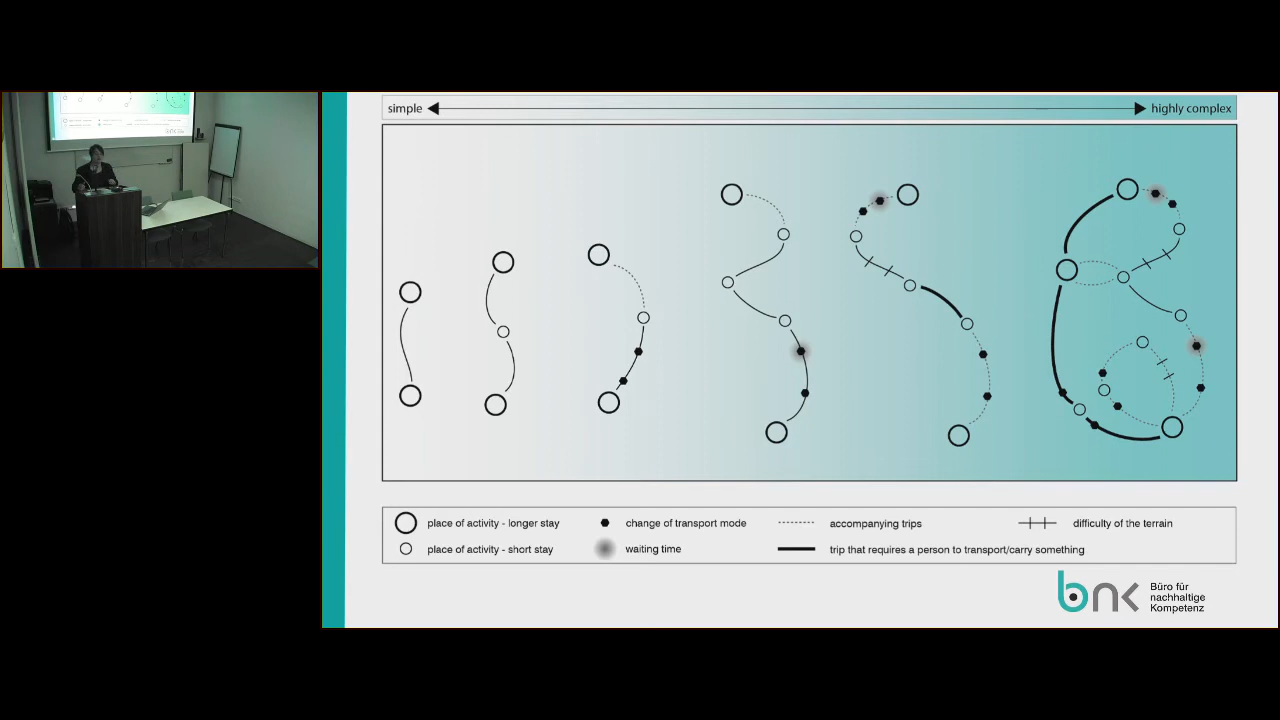 simple highly complex
place of activity - longer stay change of transport mode accompanying trips difficulty of the terrain
place of activity - short stay waiting time trip that requires a person to transport/carry something
bnk Büro für
nachhaltige
Kompetenz
bnk